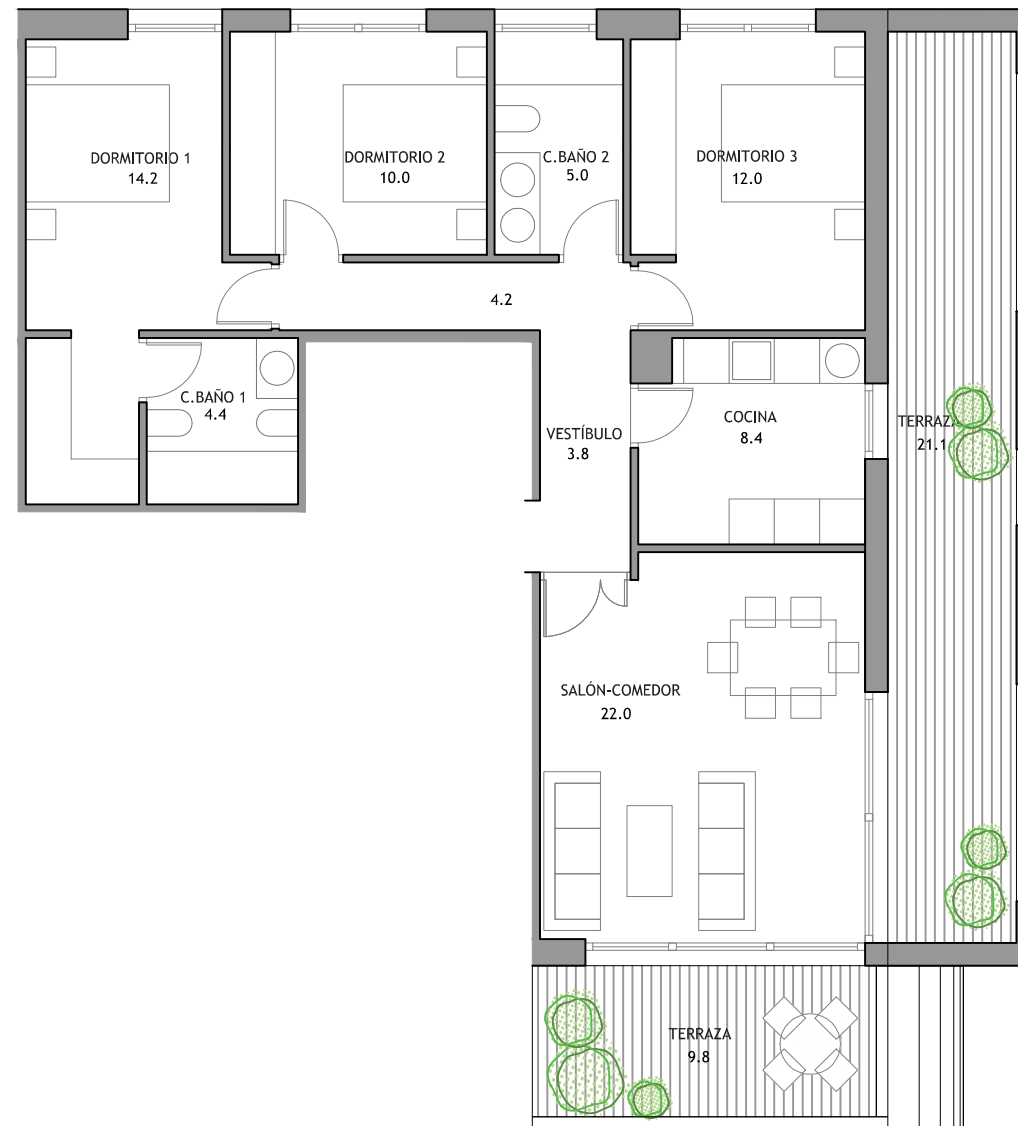 DORMITORIO 1
14.2
DORMITORIO 2
10.0
C.BAÑO 2
5.0
DORMITORIO 3
12.0
4.2
C.BAÑO 1
4.4
VESTÍBULO
3.8
COCINA
8.4
TERRAZA
21.1
SALÓN-COMEDOR
22.0
TERRAZA
9.8